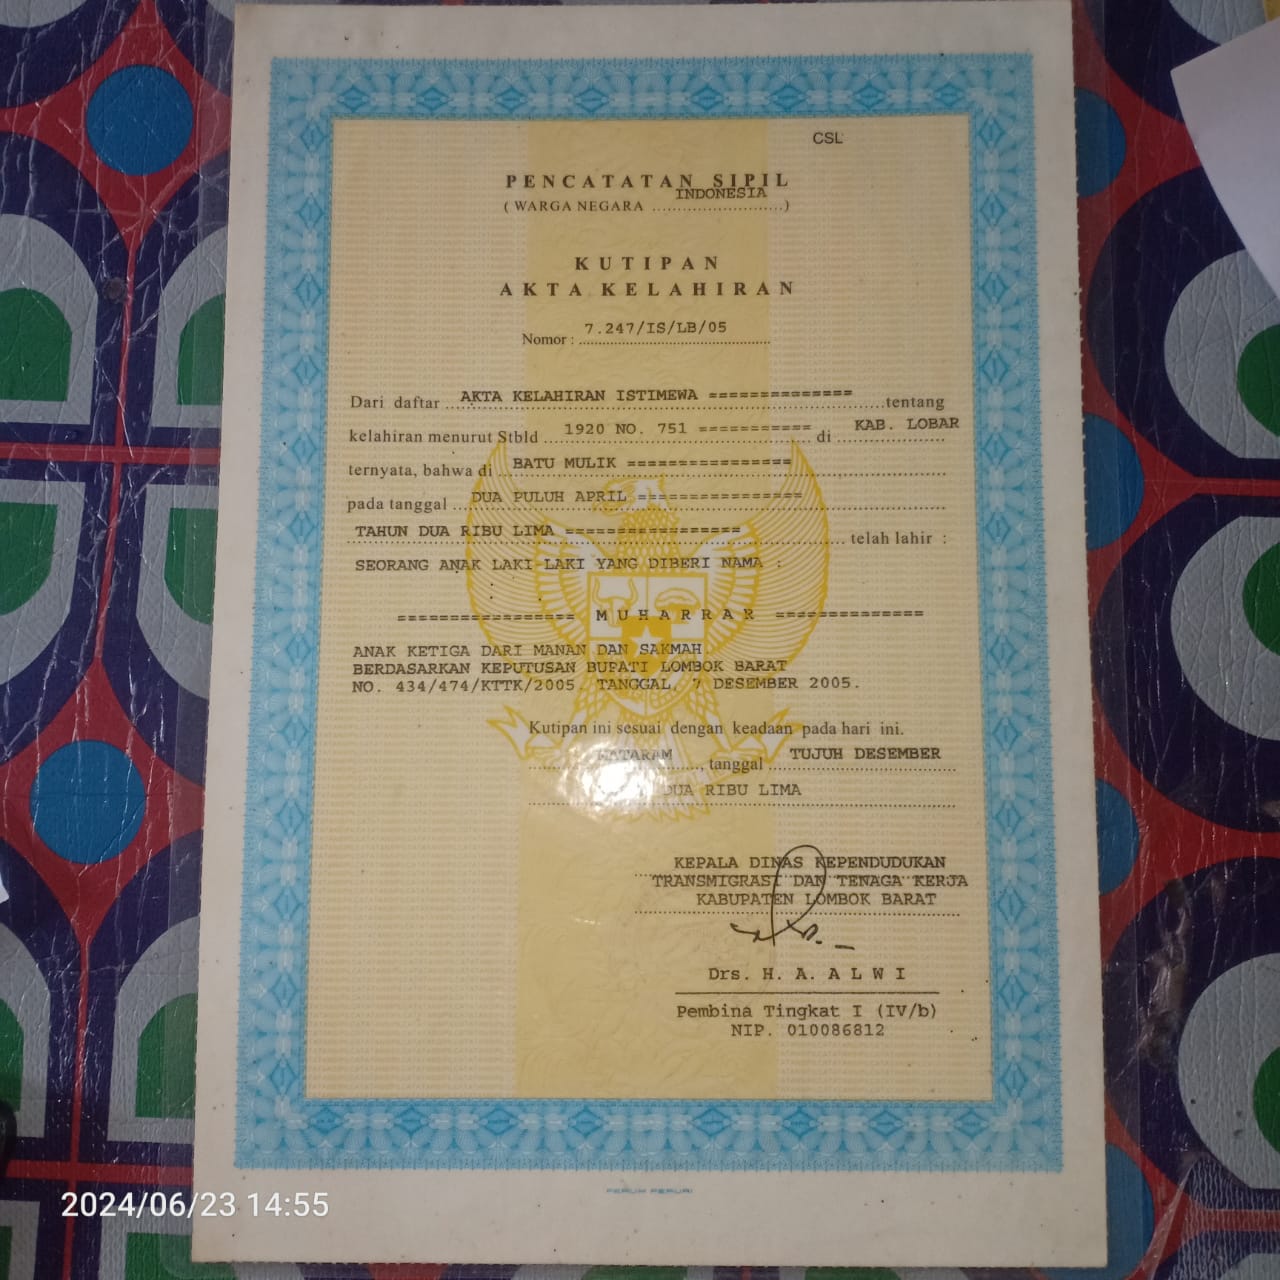 CSL
PENCATATAN SIPIL
( WARGA NEGARA INDONESIA )
KUTIPAN
AKTA KELAHIRAN
Nomor : 7.247/IS/LB/05
Dari daftar AKTA KELAHIRAN ISTIMEWA ============== tentang
kelahiran menurut Stbld 1920 NO. 751 =========== di KAB. LOBAR
ternyata, bahwa di BATU MULIK ================
pada tanggal DUA PULUH APRIL ================
TAHUN DUA RIBU LIMA ================= telah lahir :
SEORANG ANAK LAKI-LAKI YANG DIBERI NAMA :
================= M U H A R R A R ==============
ANAK KETIGA DARI MANAN DAN SAKMAH
BERDASARKAN KEPUTUSAN BUPATI LOMBOK BARAT
NO. 434/474/KTTK/2005. TANGGAL, 7 DESEMBER 2005.
Kutipan ini sesuai dengan keadaan pada hari ini.
MATARAM, tanggal TUJUH DESEMBER
DUA RIBU LIMA
KEPALA DINAS KEPENDUDUKAN
TRANSMIGRASI DAN TENAGA KERJA
KABUPATEN LOMBOK BARAT
Drs. H. A. A L W I
Pembina Tingkat I (IV/b)
NIP. 010086812
PERUM PERURI
2024/06/23 14:55